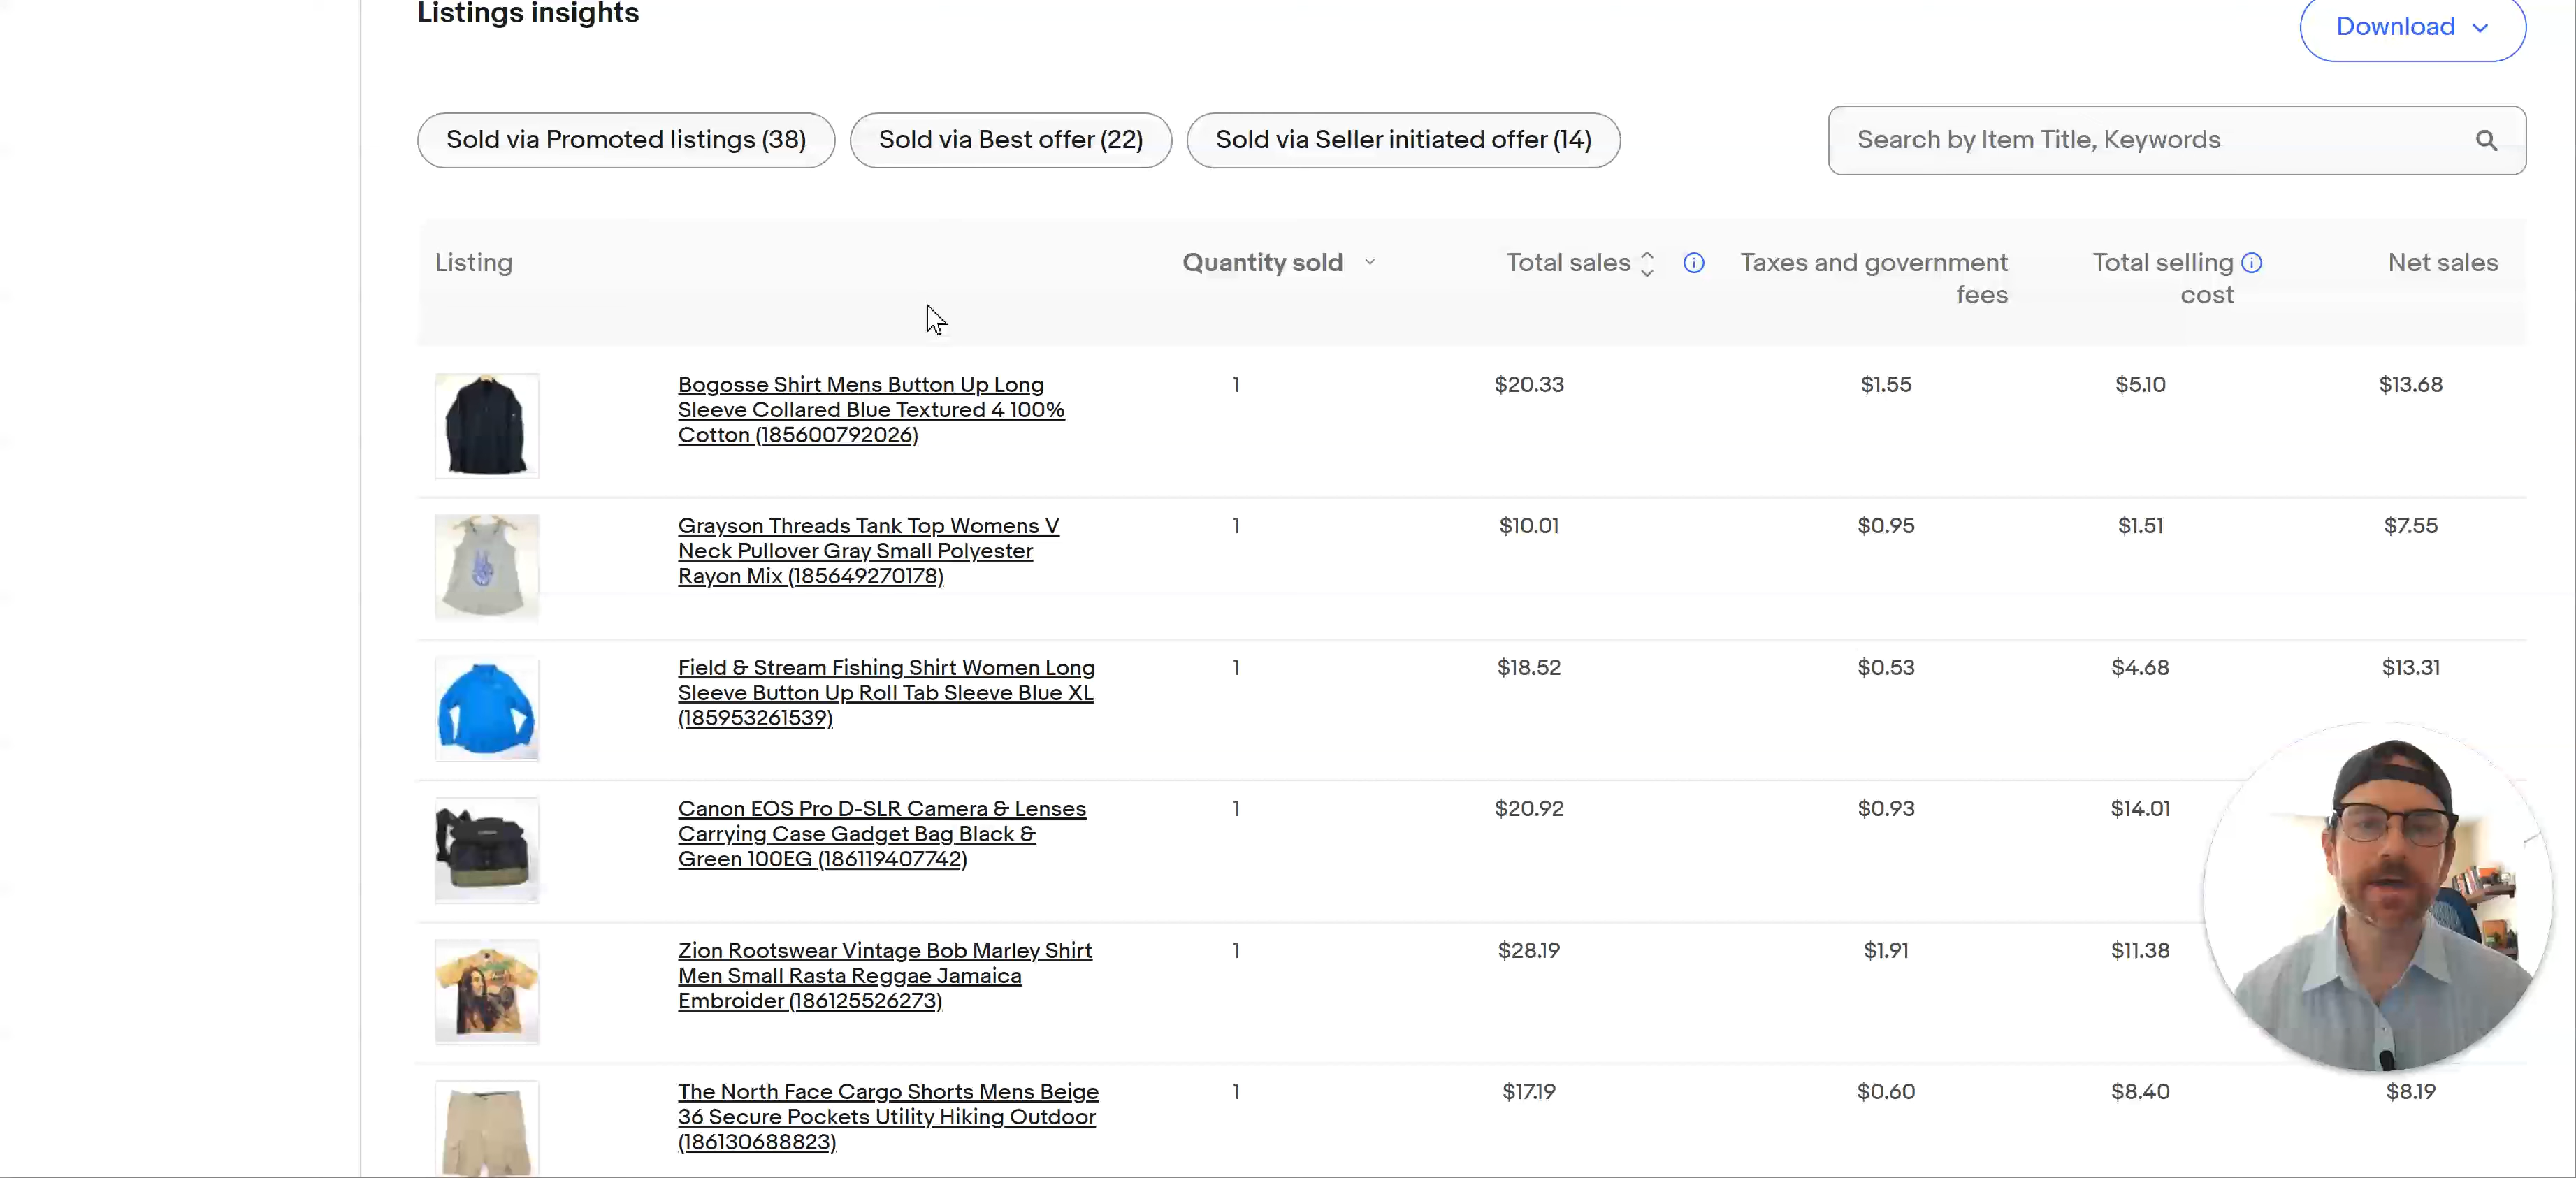 Listings insights
Download
Sold via Promoted listings (38)
Sold via Best offer (22)
Sold via Seller initiated offer (14)
Search by Item Title, Keywords
Listing
Quantity sold
Total sales
Taxes and government
fees
Total selling
cost
Net sales
Bogosse Shirt Mens Button Up Long
Sleeve Collared Blue Textured 4 100%
Cotton (185600792026)
1
$20.33
$1.55
$5.10
$13.68
Grayson Threads Tank Top Womens V
Neck Pullover Gray Small Polyester
Rayon Mix (185649270178)
1
$10.01
$0.95
$1.51
$7.55
Field & Stream Fishing Shirt Women Long
Sleeve Button Up Roll Tab Sleeve Blue XL
(185953261539)
1
$18.52
$0.53
$4.68
$13.31
Canon EOS Pro D-SLR Camera & Lenses
Carrying Case Gadget Bag Black &
Green 100EG (186119407742)
1
$20.92
$0.93
$14.01
Zion Rootswear Vintage Bob Marley Shirt
Men Small Rasta Reggae Jamaica
Embroider (186125526273)
1
$28.19
$1.91
$11.38
The North Face Cargo Shorts Mens Beige
36 Secure Pockets Utility Hiking Outdoor
(186130688823)
1
$17.19
$0.60
$8.40
$8.19